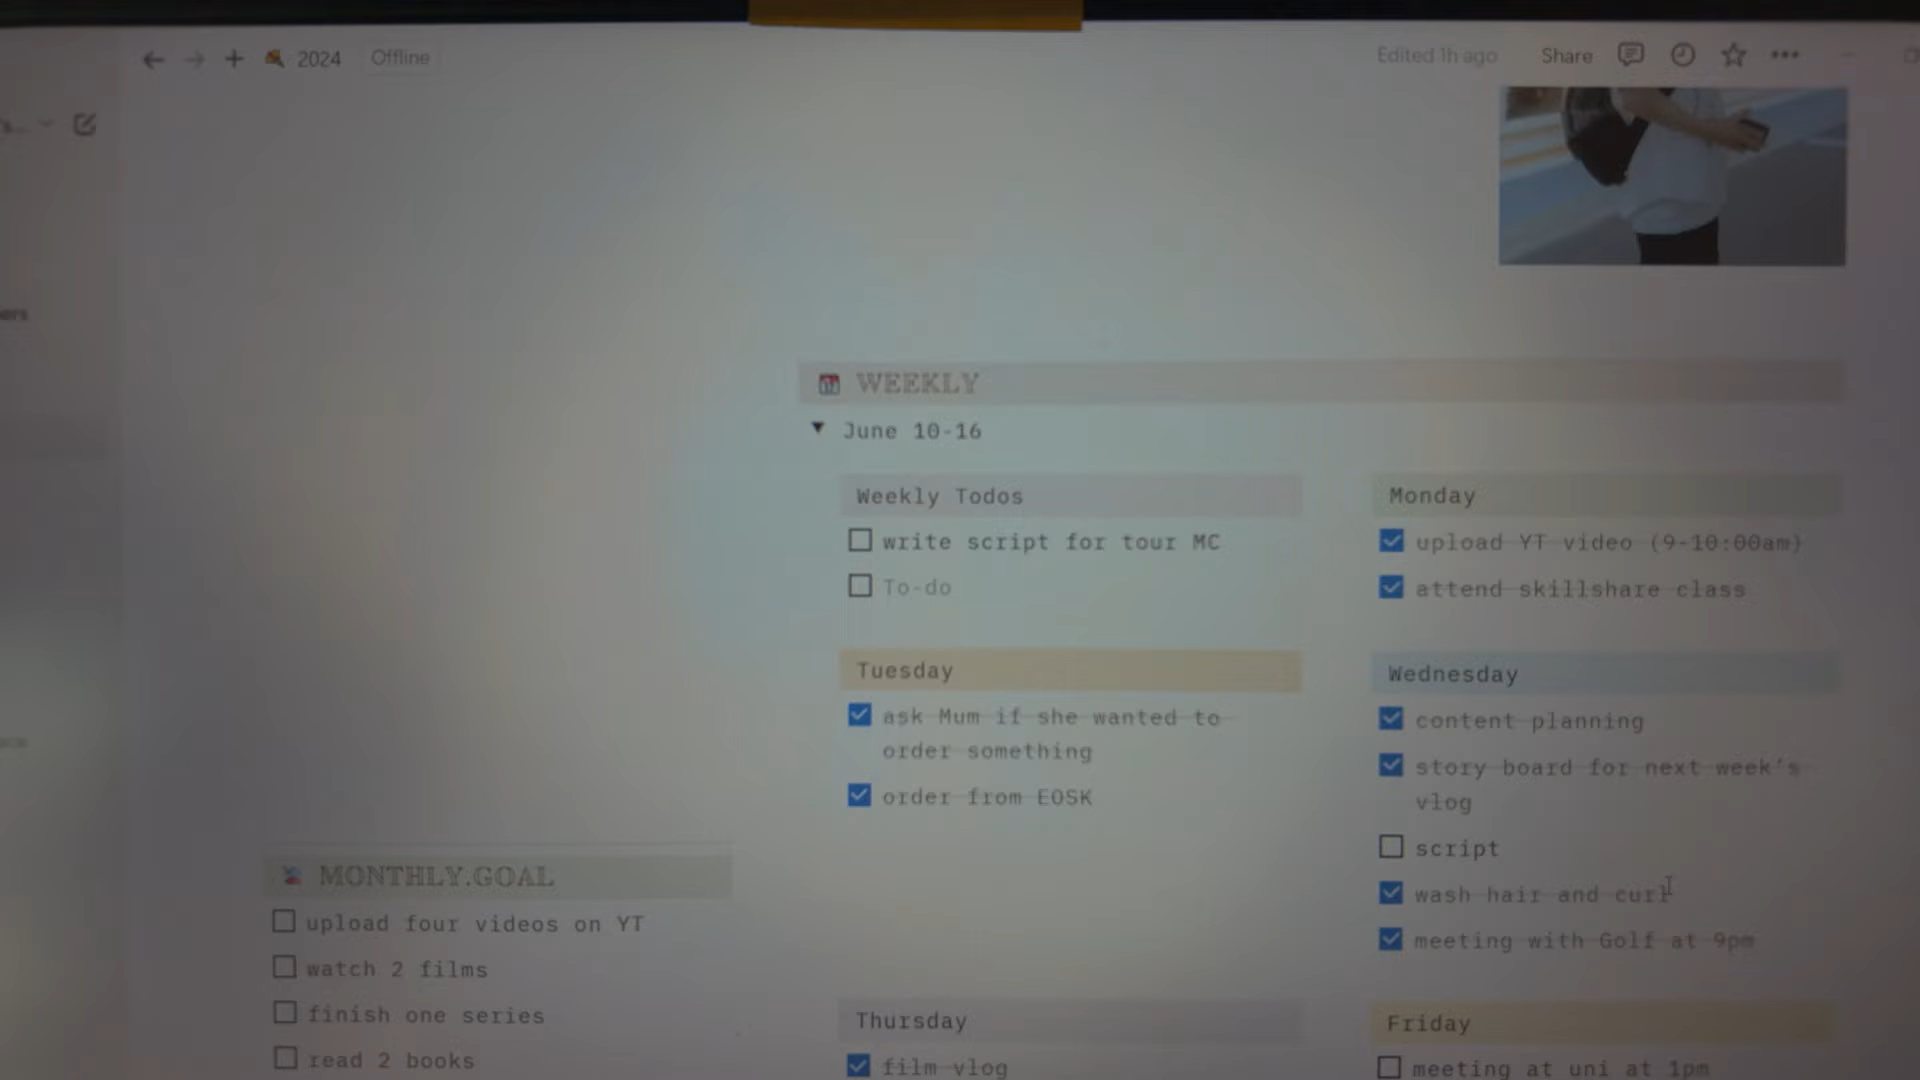 2024 Offline
Edited 1h ago Share
WEEKLY
June 10-16
Weekly Todos
write script for tour MC
To-do
Monday
upload YT video (9-10:00am)
attend skillshare class
Tuesday
ask Mum if she wanted to
order something
order from EOSK
Wednesday
content planning
story board for next week's
vlog
script
wash hair and curl
meeting with Golf at 9pm
MONTHLY.GOAL
upload four videos on YT
watch 2 films
finish one series
read 2 books
Thursday
film vlog
Friday
meeting at uni at 1pm